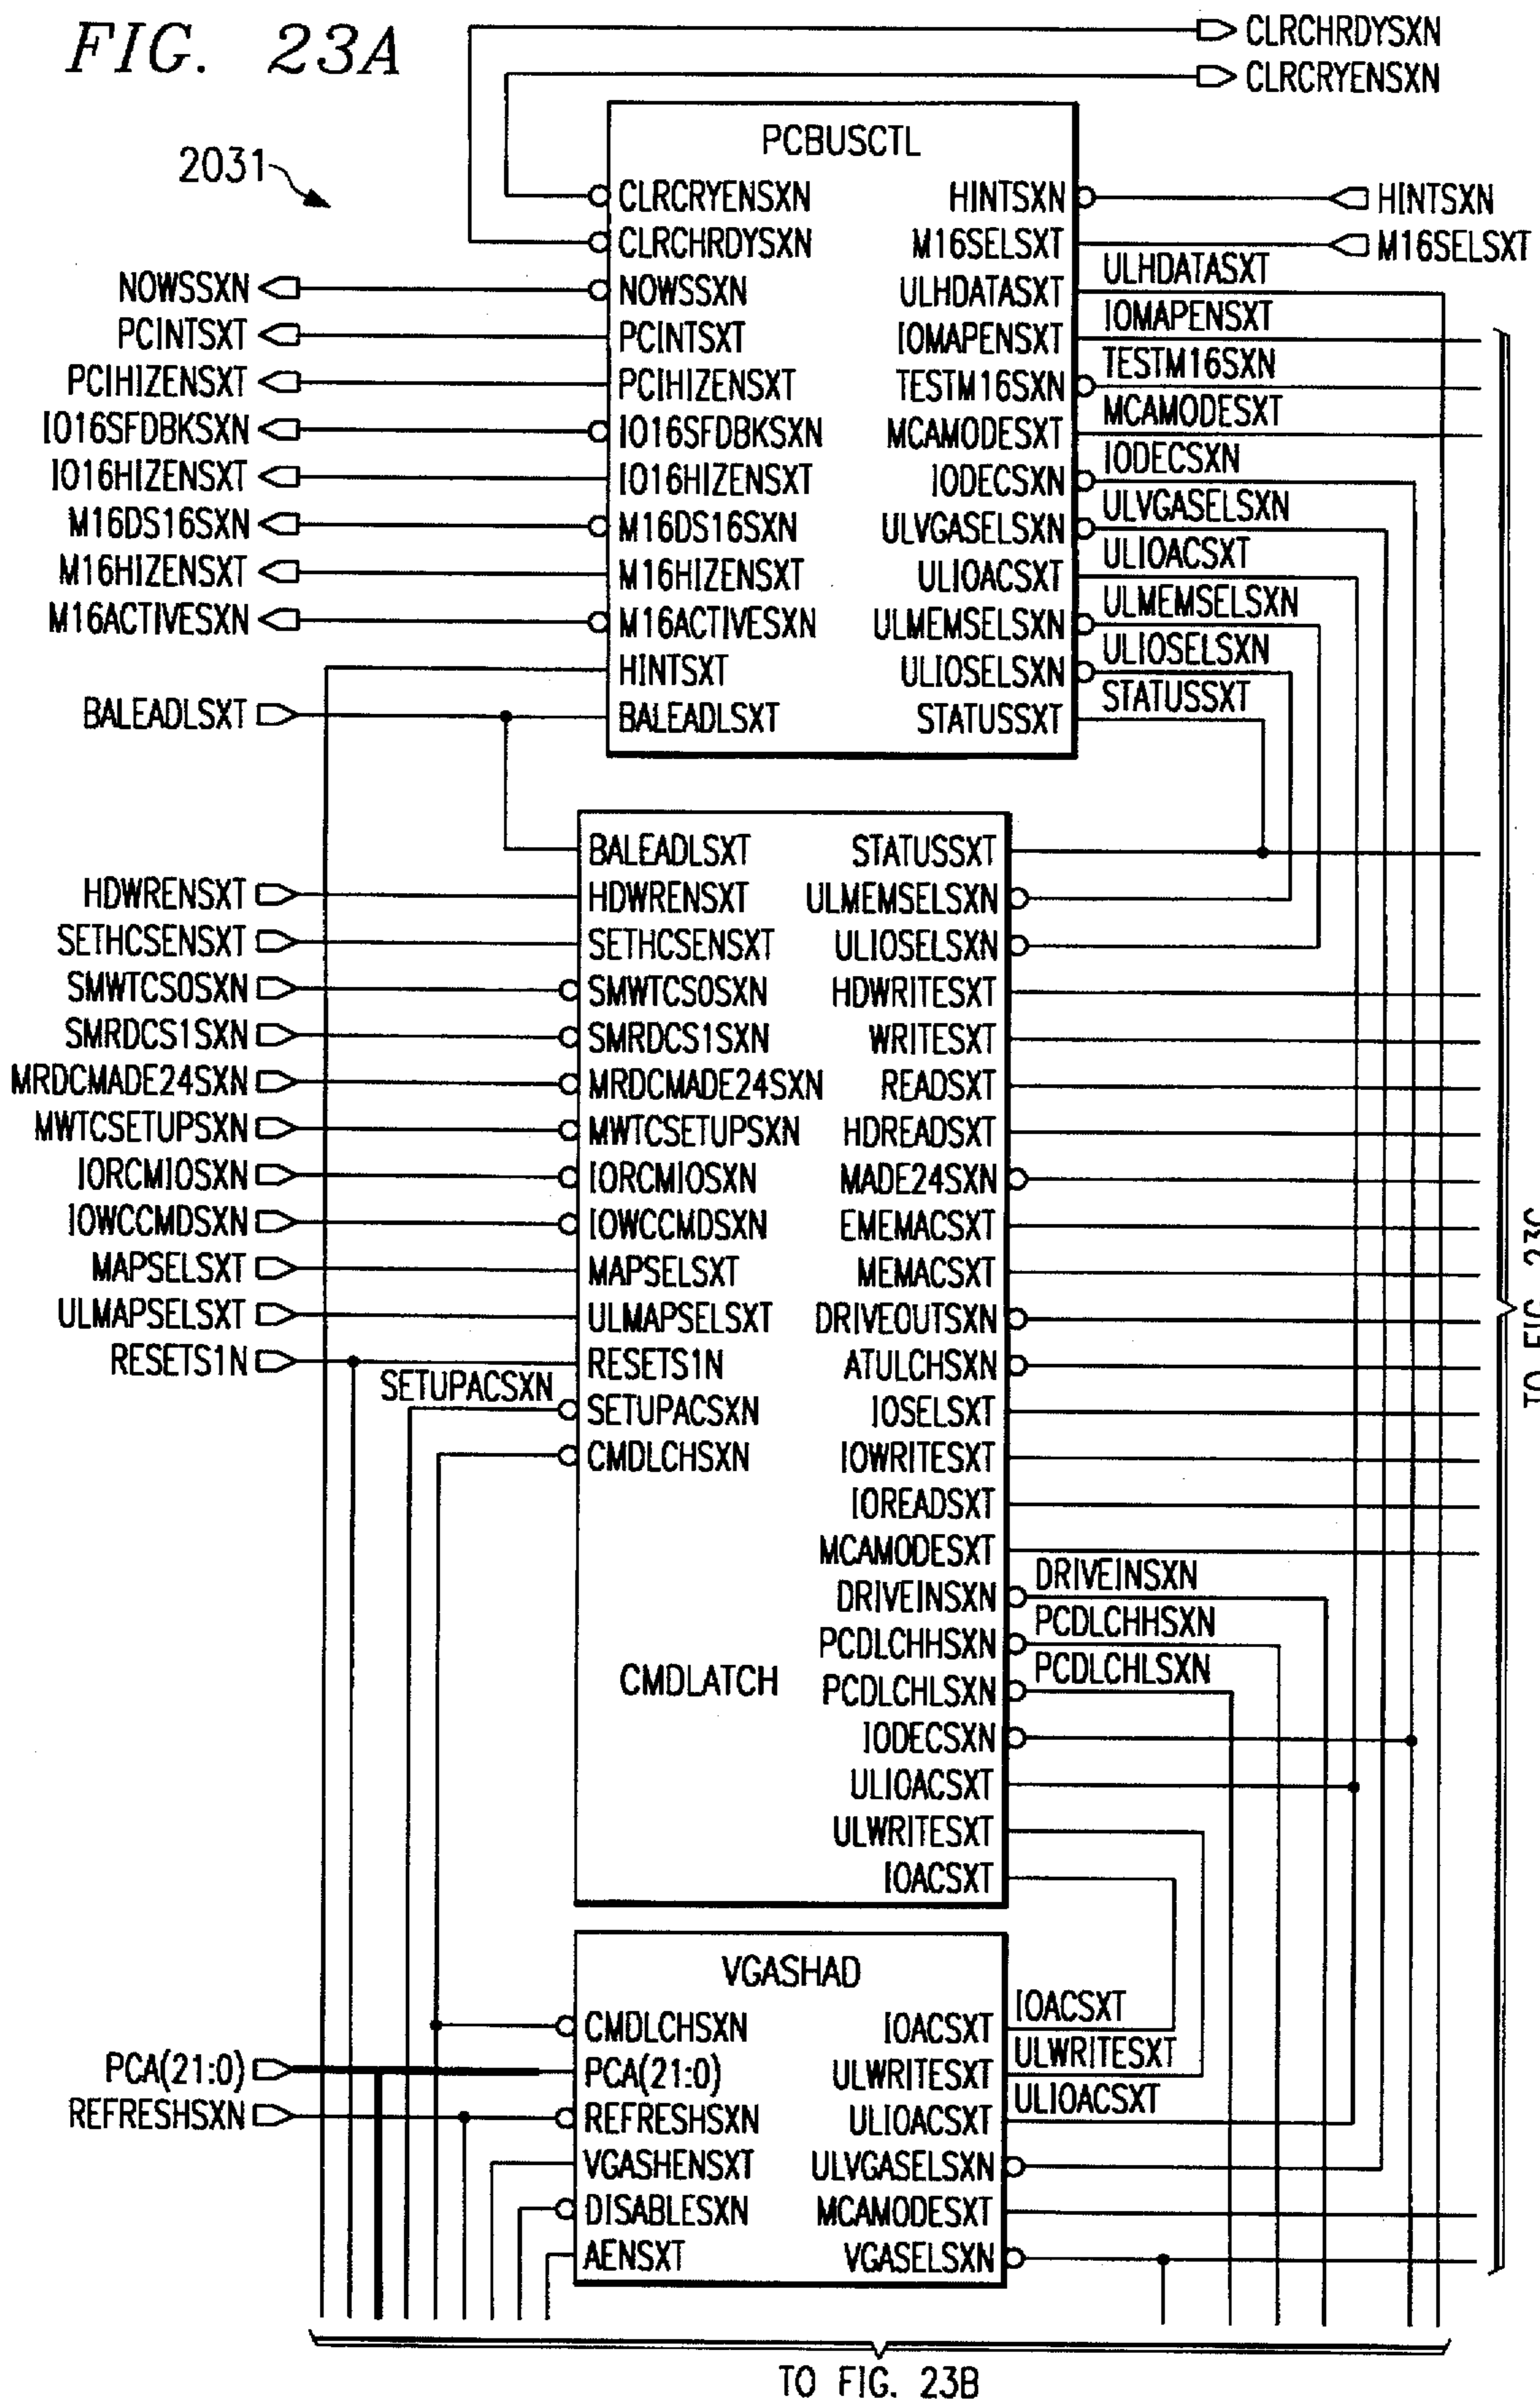 FIG. 23A
CLRCHRDYSXN
CLRCRYENSXN
2031
PCBUSCTL
CLRCRYENSXN HINTSXN HINTSXN
CLRCHRDYSXN M16SELSXT M16SELSXT
NOWSSXN NOWSSXN ULHDATASXT ULHDATASXT
PCINTSXT PCINTSXT IOMAPENSXT IOMAPENSXT
PCIHIZENSXT PCIHIZENSXT TESTM16SXN TESTM16SXN
IO16SFDBKSXN IO16SFDBKSXN MCAMODESXT MCAMODESXT
IO16HIZENSXT IO16HIZENSXT IODECSXN IODECSXN
M16DS16SXN M16DS16SXN ULVGASELSXN ULVGASELSXN
M16HIZENSXT M16HIZENSXT ULIOACSXT ULIOACSXT
M16ACTIVESXN M16ACTIVESXN ULMEMSELSXN ULMEMSELSXN
HINTSXT ULIOSELSXN ULIOSELSXN
BALEADLSXT BALEADLSXT STATUSSXT STATUSSXT
BALEADLSXT STATUSSXT
HDWRENSXT HDWRENSXT ULMEMSELSXN
SETHCSENSXT SETHCSENSXT ULIOSELSXN
SMWTCS0SXN SMWTCS0SXN HDWRITESXT
SMRDCS1SXN SMRDCS1SXN WRITESXT
MRDCMADE24SXN MRDCMADE24SXN READSXT
MWTCSETUPSXN MWTCSETUPSXN HDREADSXT
IORCMIOSXN IORCMIOSXN MADE24SXN
IOWCCMDSXN IOWCCMDSXN EMEMACSXT
MAPSELSXT MAPSELSXT MEMACSXT
ULMAPSELSXT ULMAPSELSXT DRIVEOUTSXN
RESETS1N RESETS1N ATULCHSXN
SETUPACSXN SETUPACSXN IOSELSXT
CMDLCHSXN IOWRITESXT
IOREADSXT
MCAMODESXT
DRIVEINSXN DRIVEINSXN
PCDLCHHSXN PCDLCHHSXN
CMDLATCH PCDLCHLSXN PCDLCHLSXN
IODECSXN
ULIOACSXT
ULWRITESXT
IOACSXT
TO FIG. 23C
VGASHAD
CMDLCHSXN IOACSXT IOACSXT
PCA(21:0) PCA(21:0) ULWRITESXT ULWRITESXT
REFRESHSXN REFRESHSXN ULIOACSXT ULIOACSXT
VGASHENSXT ULVGASELSXN
DISABLESXN MCAMODESXT
AENSXT VGASELSXN
TO FIG. 23B